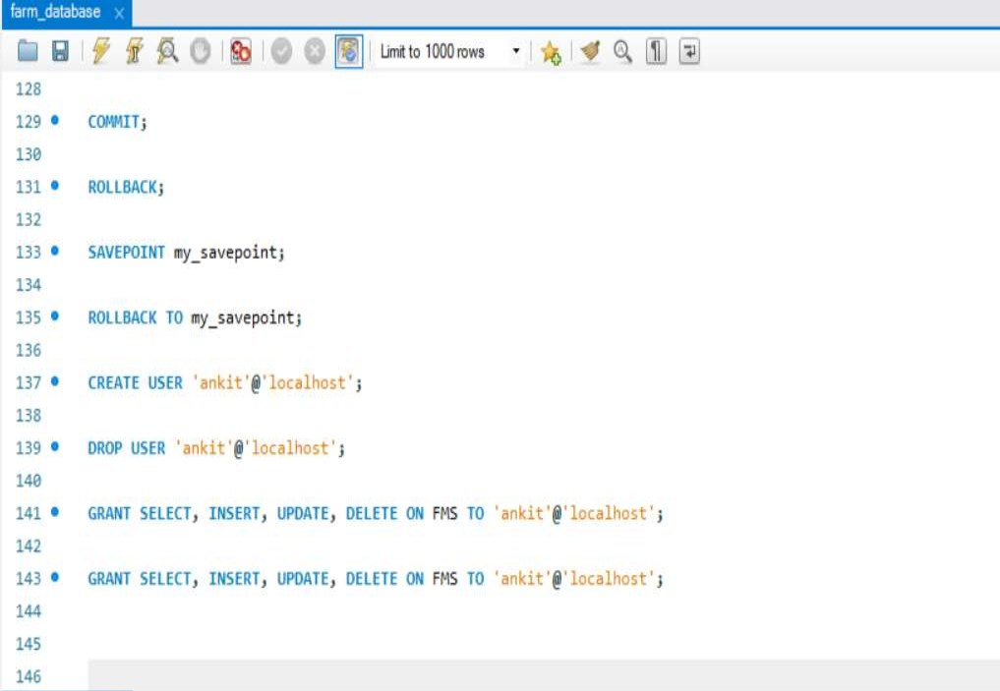 farm_database
Limit to 1000 rows
128
129 COMMIT;
130
131 ROLLBACK;
132
133 SAVEPOINT my_savepoint;
134
135 ROLLBACK TO my_savepoint;
136
137 CREATE USER 'ankit'@'localhost';
138
139 DROP USER 'ankit'@'localhost';
140
141 GRANT SELECT, INSERT, UPDATE, DELETE ON FMS TO 'ankit'@'localhost';
142
143 GRANT SELECT, INSERT, UPDATE, DELETE ON FMS TO 'ankit'@'localhost';
144
145
146